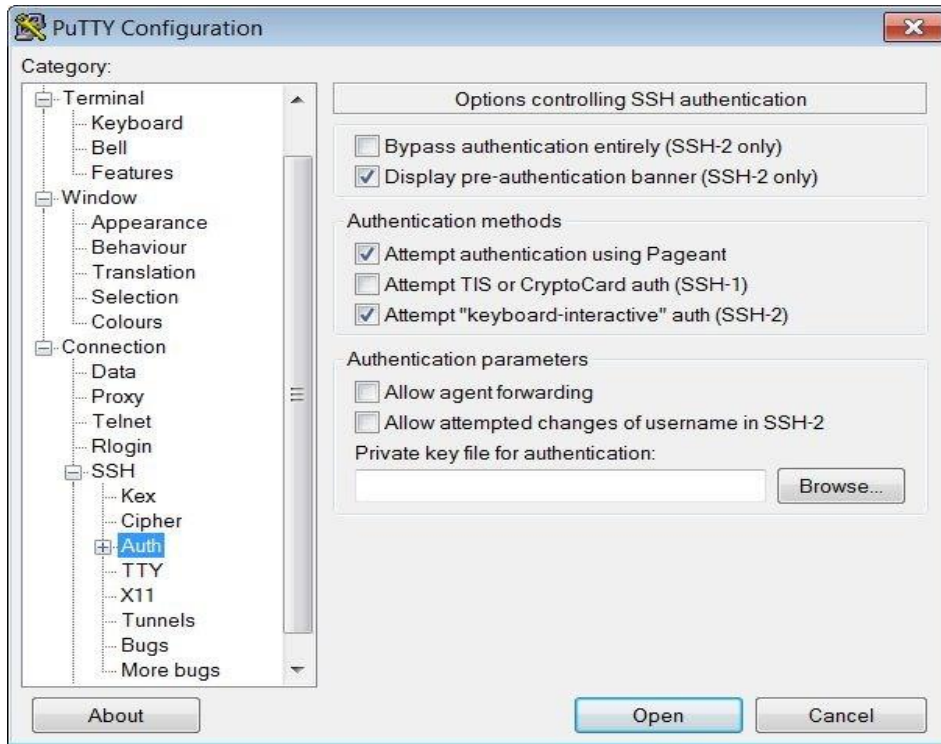 PuTTY Configuration
Category:
Terminal
Keyboard
Bell
Features
Window
Appearance
Behaviour
Translation
Selection
Colours
Connection
Data
Proxy
Telnet
Rlogin
SSH
Kex
Cipher
Auth
TTY
X11
Tunnels
Bugs
More bugs
Options controlling SSH authentication
Bypass authentication entirely (SSH-2 only)
Display pre-authentication banner (SSH-2 only)
Authentication methods
Attempt authentication using Pageant
Attempt TIS or CryptoCard auth (SSH-1)
Attempt "keyboard-interactive" auth (SSH-2)
Authentication parameters
Allow agent forwarding
Allow attempted changes of username in SSH-2
Private key file for authentication:
Browse...
About
Open
Cancel